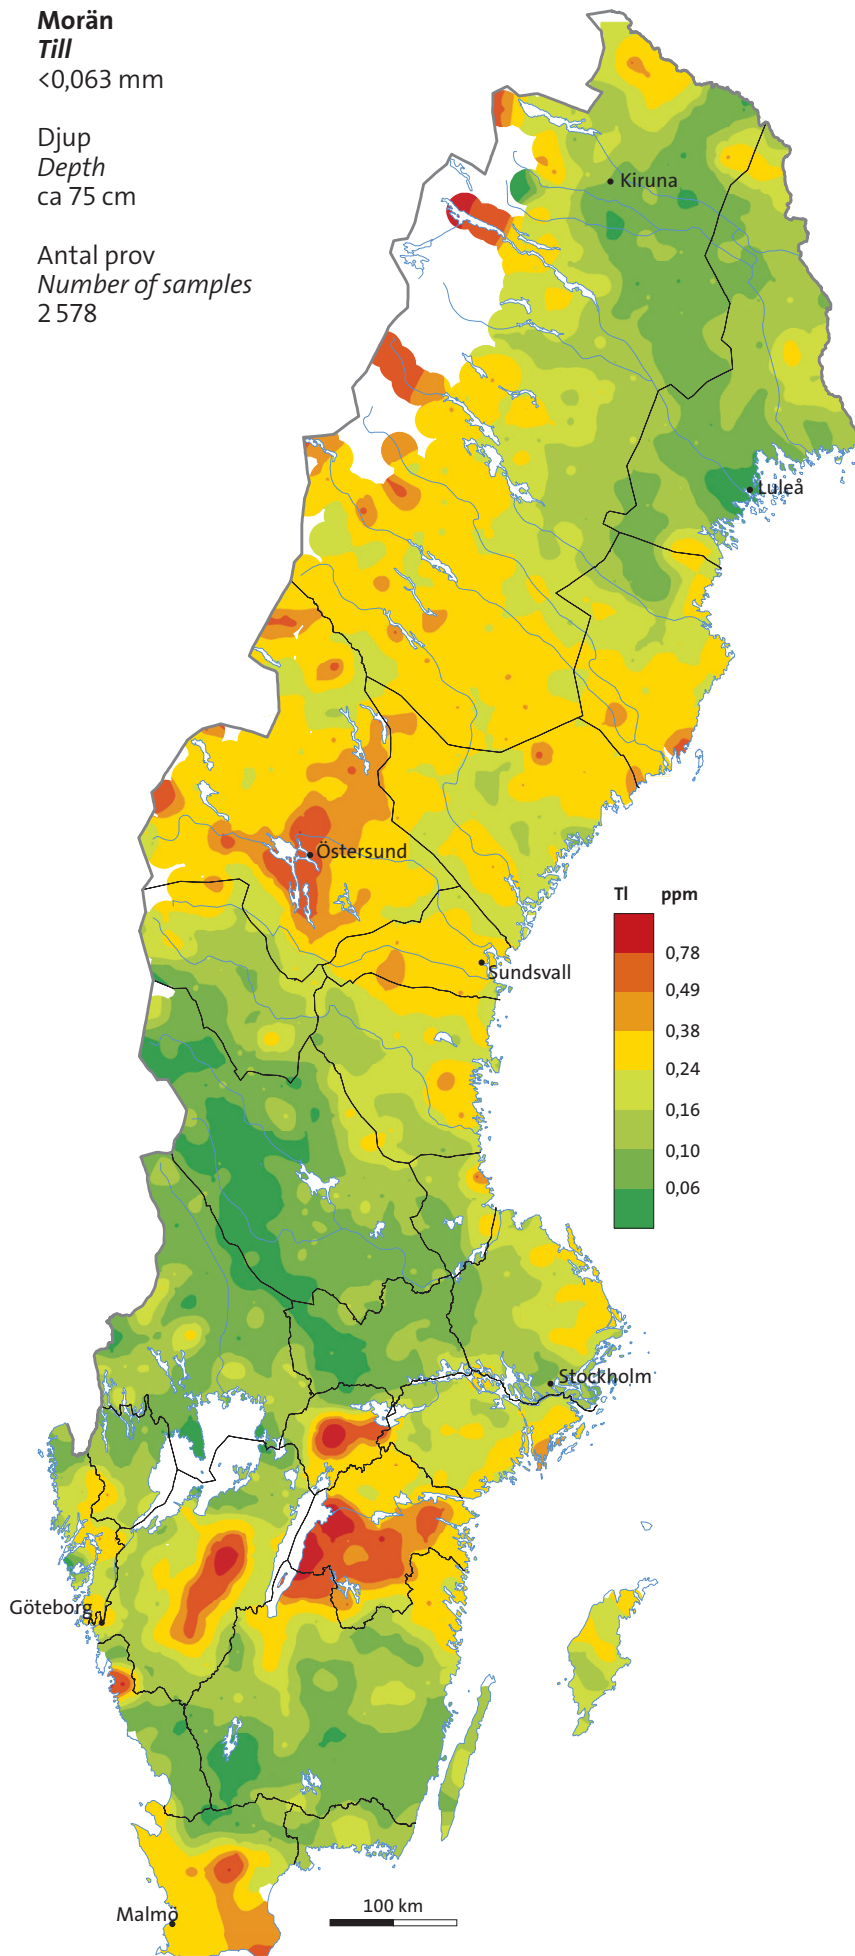 Morän
Till
<0,063 mm
Djup
Depth
ca 75 cm
Antal prov
Number of samples
2 578
Kiruna
Luleå
Östersund
Sundsvall
Tl ppm
0,78
0,49
0,38
0,24
0,16
0,10
0,06
Stockholm
Göteborg
Malmö
100 km